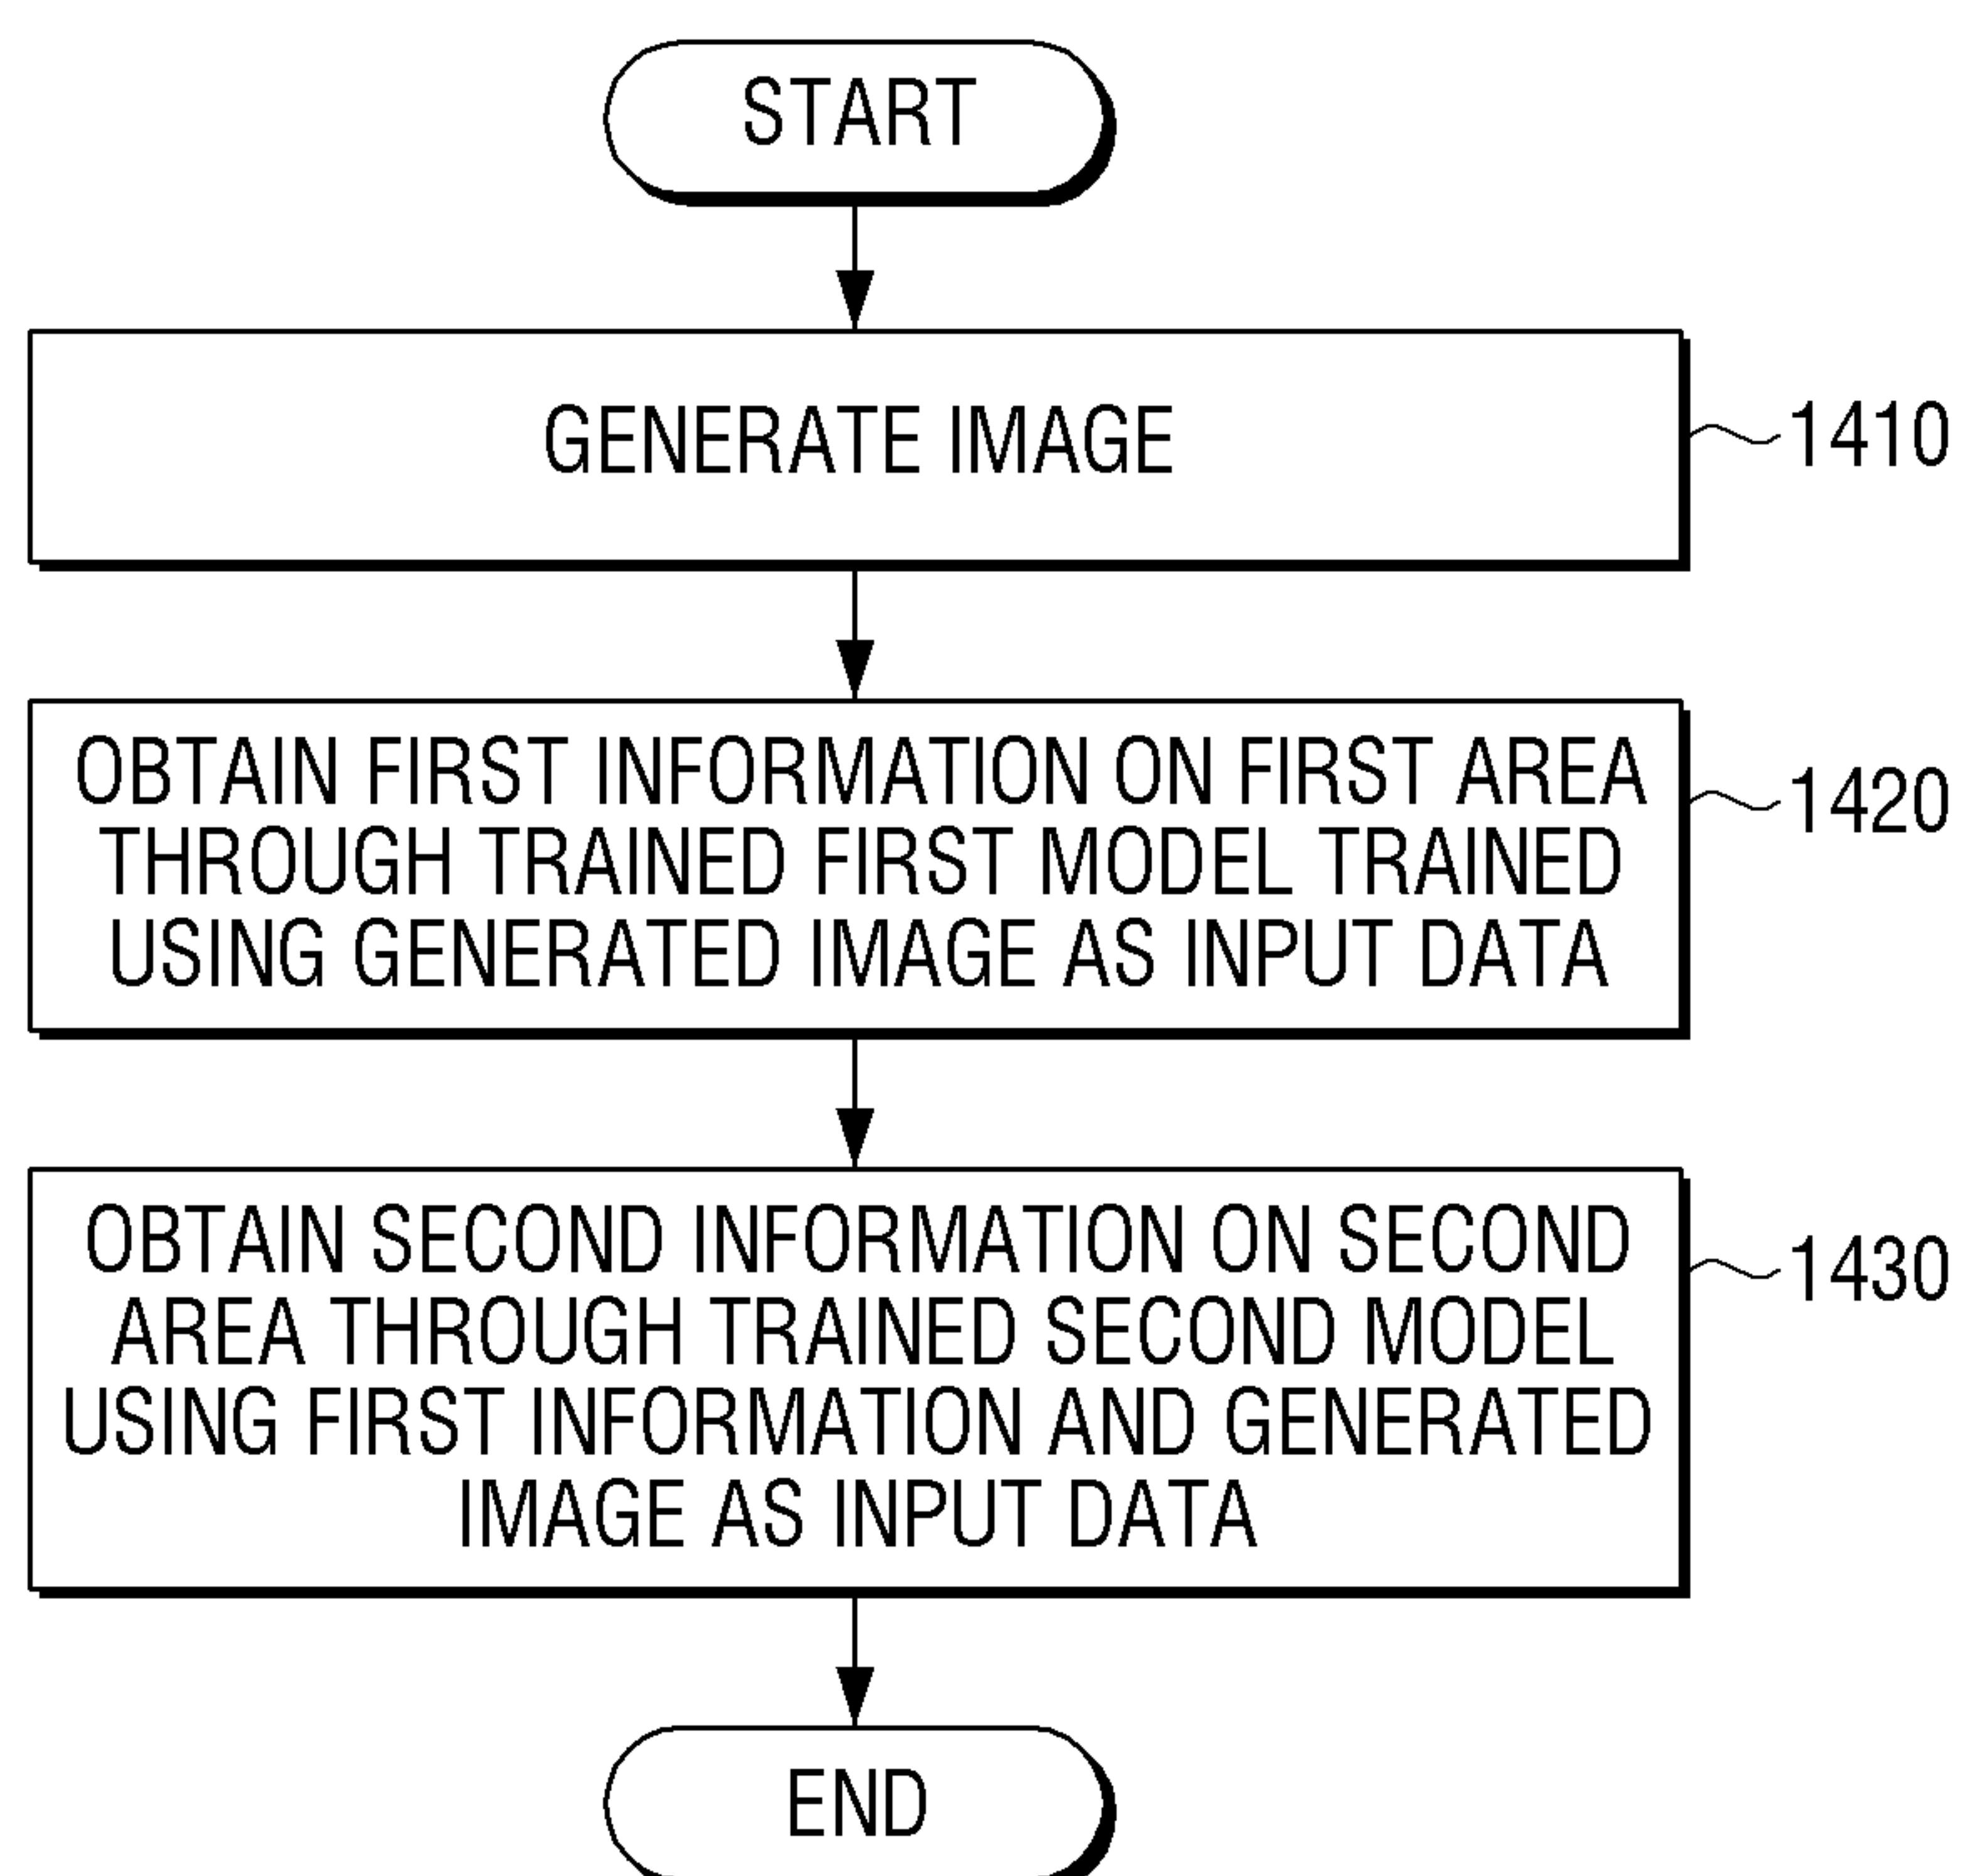 START
GENERATE IMAGE
1410
OBTAIN FIRST INFORMATION ON FIRST AREA
THROUGH TRAINED FIRST MODEL TRAINED
USING GENERATED IMAGE AS INPUT DATA
1420
OBTAIN SECOND INFORMATION ON SECOND
AREA THROUGH TRAINED SECOND MODEL
USING FIRST INFORMATION AND GENERATED
IMAGE AS INPUT DATA
1430
END